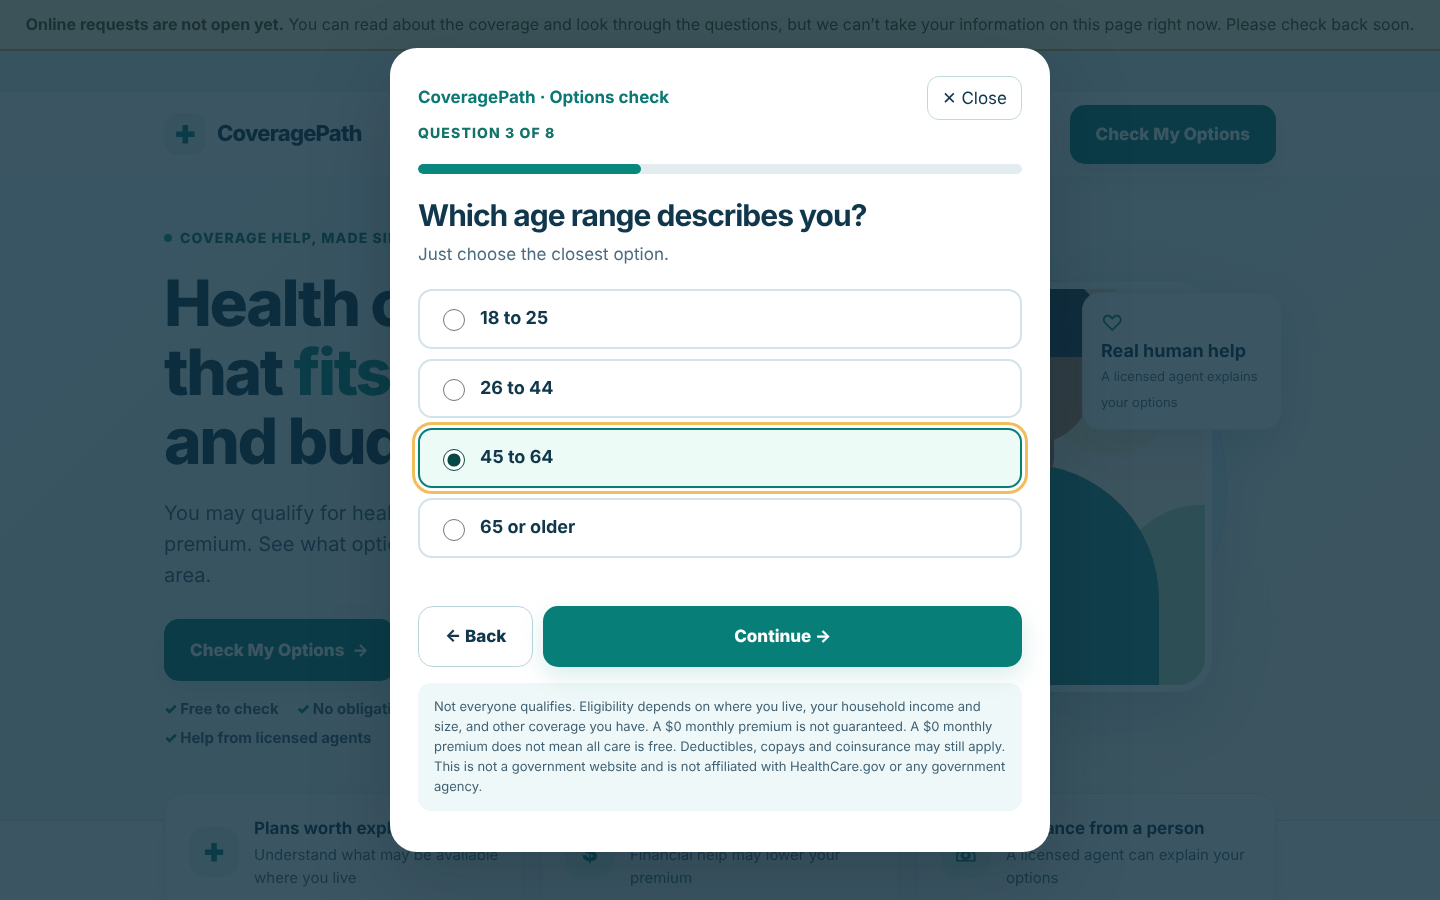 Online requests are not open yet. You can read about the coverage and look through the questions, but we can't take your information on this page right now. Please check back soon.
CoveragePath
Check My Options
CoveragePath · Options check
✕ Close
QUESTION 3 OF 8
Which age range describes you?
Just choose the closest option.
18 to 25
26 to 44
45 to 64
65 or older
← Back
Continue →
Not everyone qualifies. Eligibility depends on where you live, your household income and
size, and other coverage you have. A $0 monthly premium is not guaranteed. A $0 monthly
premium does not mean all care is free. Deductibles, copays and coinsurance may still apply.
This is not a government website and is not affiliated with HealthCare.gov or any government
agency.
COVERAGE HELP, MADE
Health
that fits
and
You may qualify for
premium. See what
area.
Check My Options →
✔ Free to check ✔ No
✔ Help from licensed agents
Real human help
A licensed agent explains
your options
Plans worth
Understand what may be available
where you live
Financial help may lower your
premium
from a person
A licensed agent can explain your
options